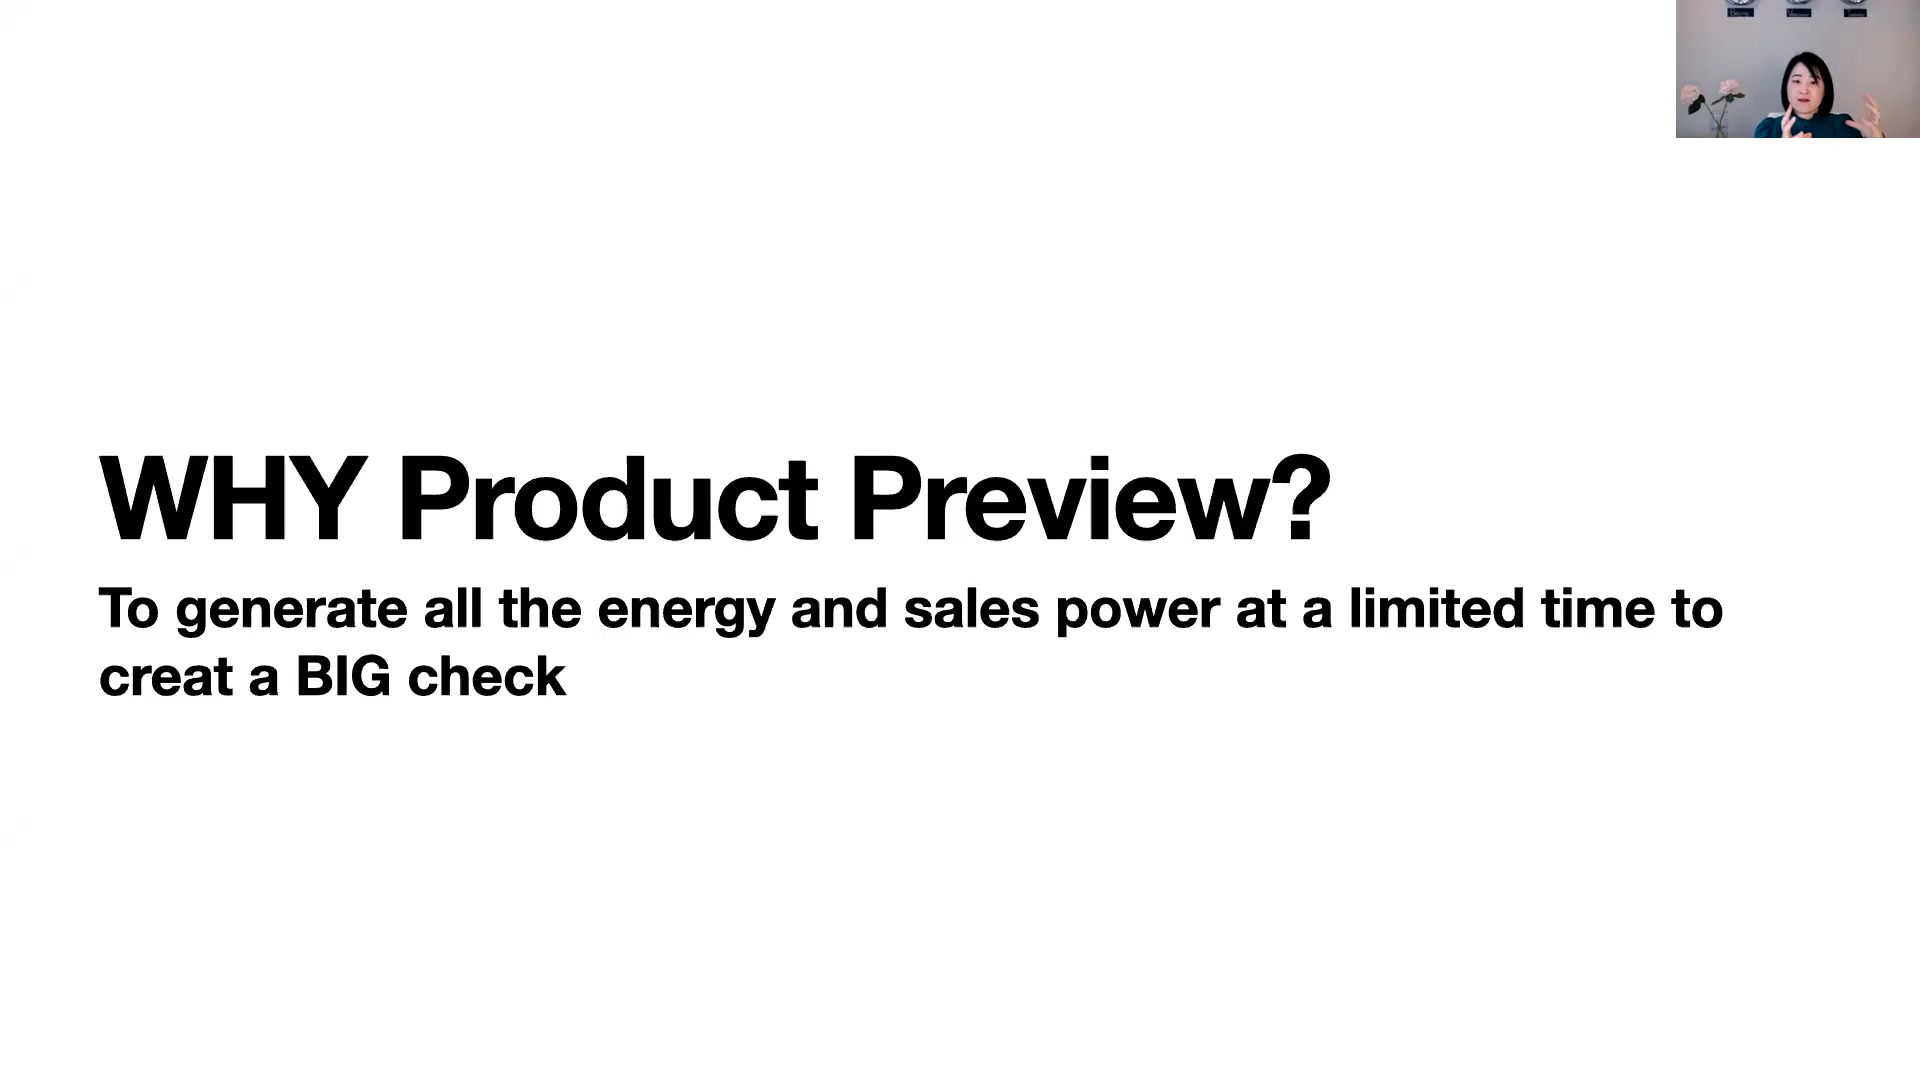 WHY Product Preview?
To generate all the energy and sales power at a limited time to
creat a BIG check